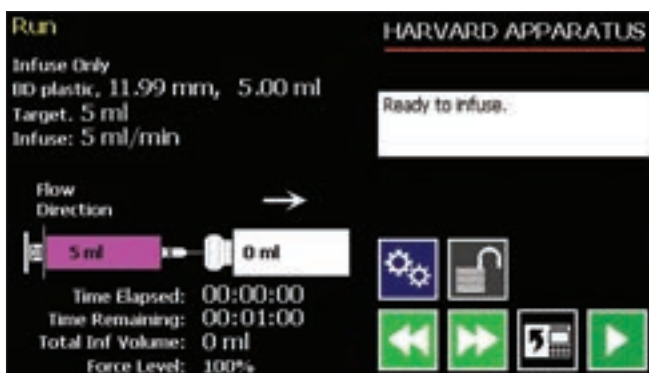 Run
HARVARD APPARATUS
Infuse Only
BD plastic, 11.99 mm, 5.00 ml
Target. 5 ml
Infuse: 5 ml/min
Ready to infuse.
Flow
Direction
5 ml
0 ml
Time Elapsed: 00:00:00
Time Remaining: 00:01:00
Total Inf Volume: 0 ml
Force Level: 100%